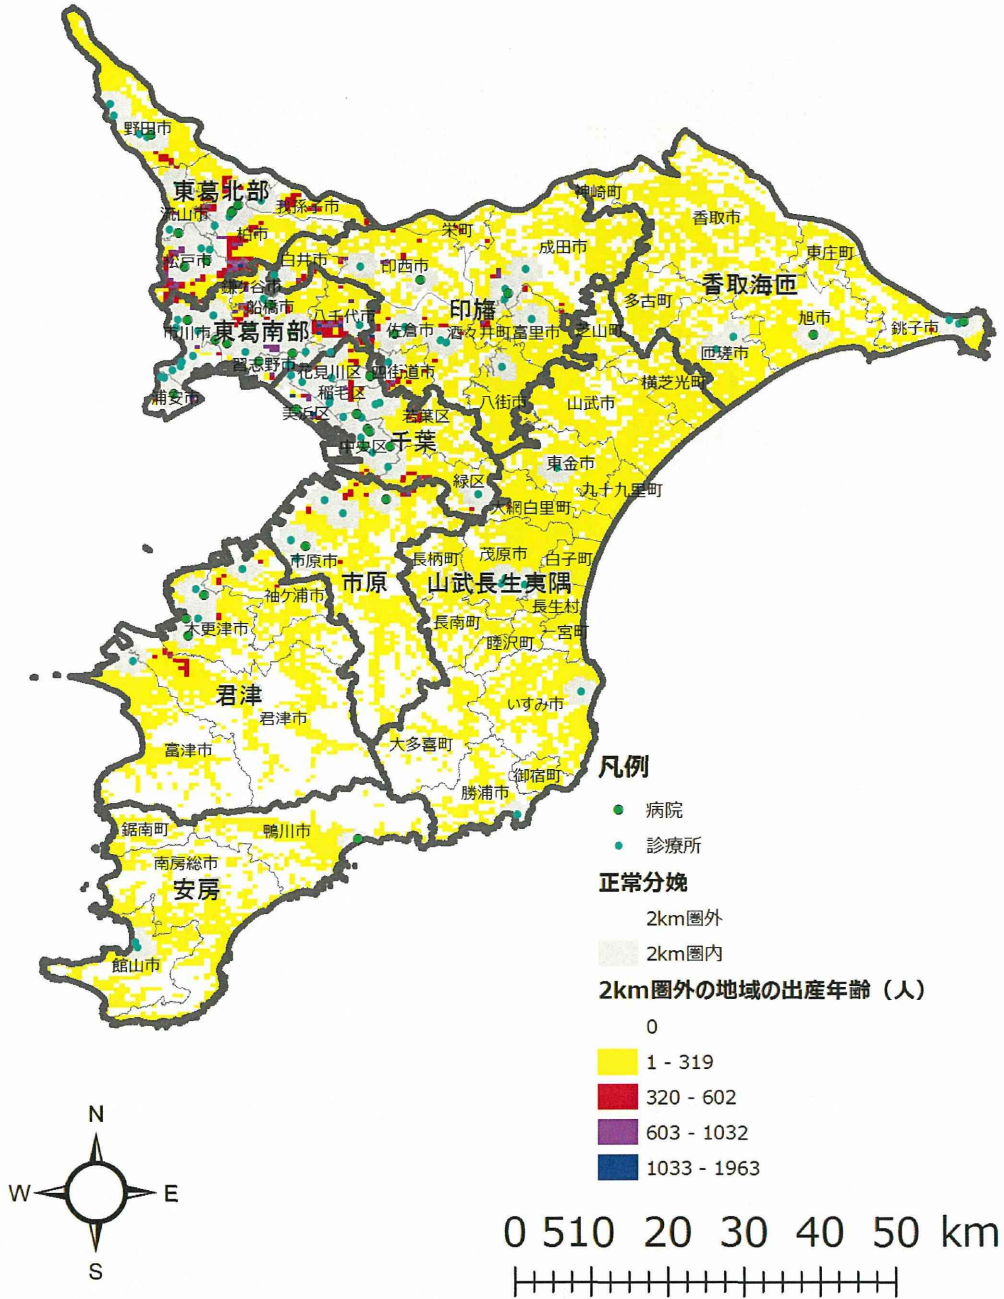 野田市
東葛北部
流山市
我孫子市
柏市
松戸市
白井市
鎌ケ谷市
船橋市
八千代市
市川市
東葛南部
習志野市
花見川区
浦安市
稲毛区
美浜区
四街道市
若葉区
中央区
千葉
緑区
神崎町
栄町
成田市
香取市
東庄町
印西市
香取海匝
多古町
印旛
佐倉市
酒々井町
富里市
芝山町
旭市
銚子市
匝瑳市
横芝光町
八街市
山武市
東金市
九十九里町
大網白里町
市原市
長柄町
茂原市
白子町
市原
山武長生夷隅
袖ケ浦市
長生村
木更津市
長南町
一宮町
睦沢町
君津
君津市
いすみ市
富津市
大多喜町
御宿町
勝浦市
鋸南町
鴨川市
南房総市
安房
館山市
凡例
病院
診療所
正常分娩
2km圏外
2km圏内
2km圏外の地域の出産年齢（人）
0
1 - 319
320 - 602
603 - 1032
1033 - 1963
N
W
E
S
0 5 10 20 30 40 50 km